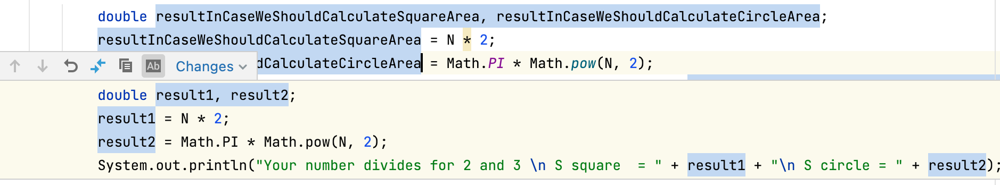 double resultInCaseWeShouldCalculateSquareArea, resultInCaseWeShouldCalculateCircleArea;
resultInCaseWeShouldCalculateSquareArea = N * 2;
dCalculateCircleArea = Math.PI * Math.pow(N, 2);
Ab Changes
double result1, result2;
result1 = N * 2;
result2 = Math.PI * Math.pow(N, 2);
System.out.println("Your number divides for 2 and 3 \n S square  = " + result1 + "\n S circle = " + result2);